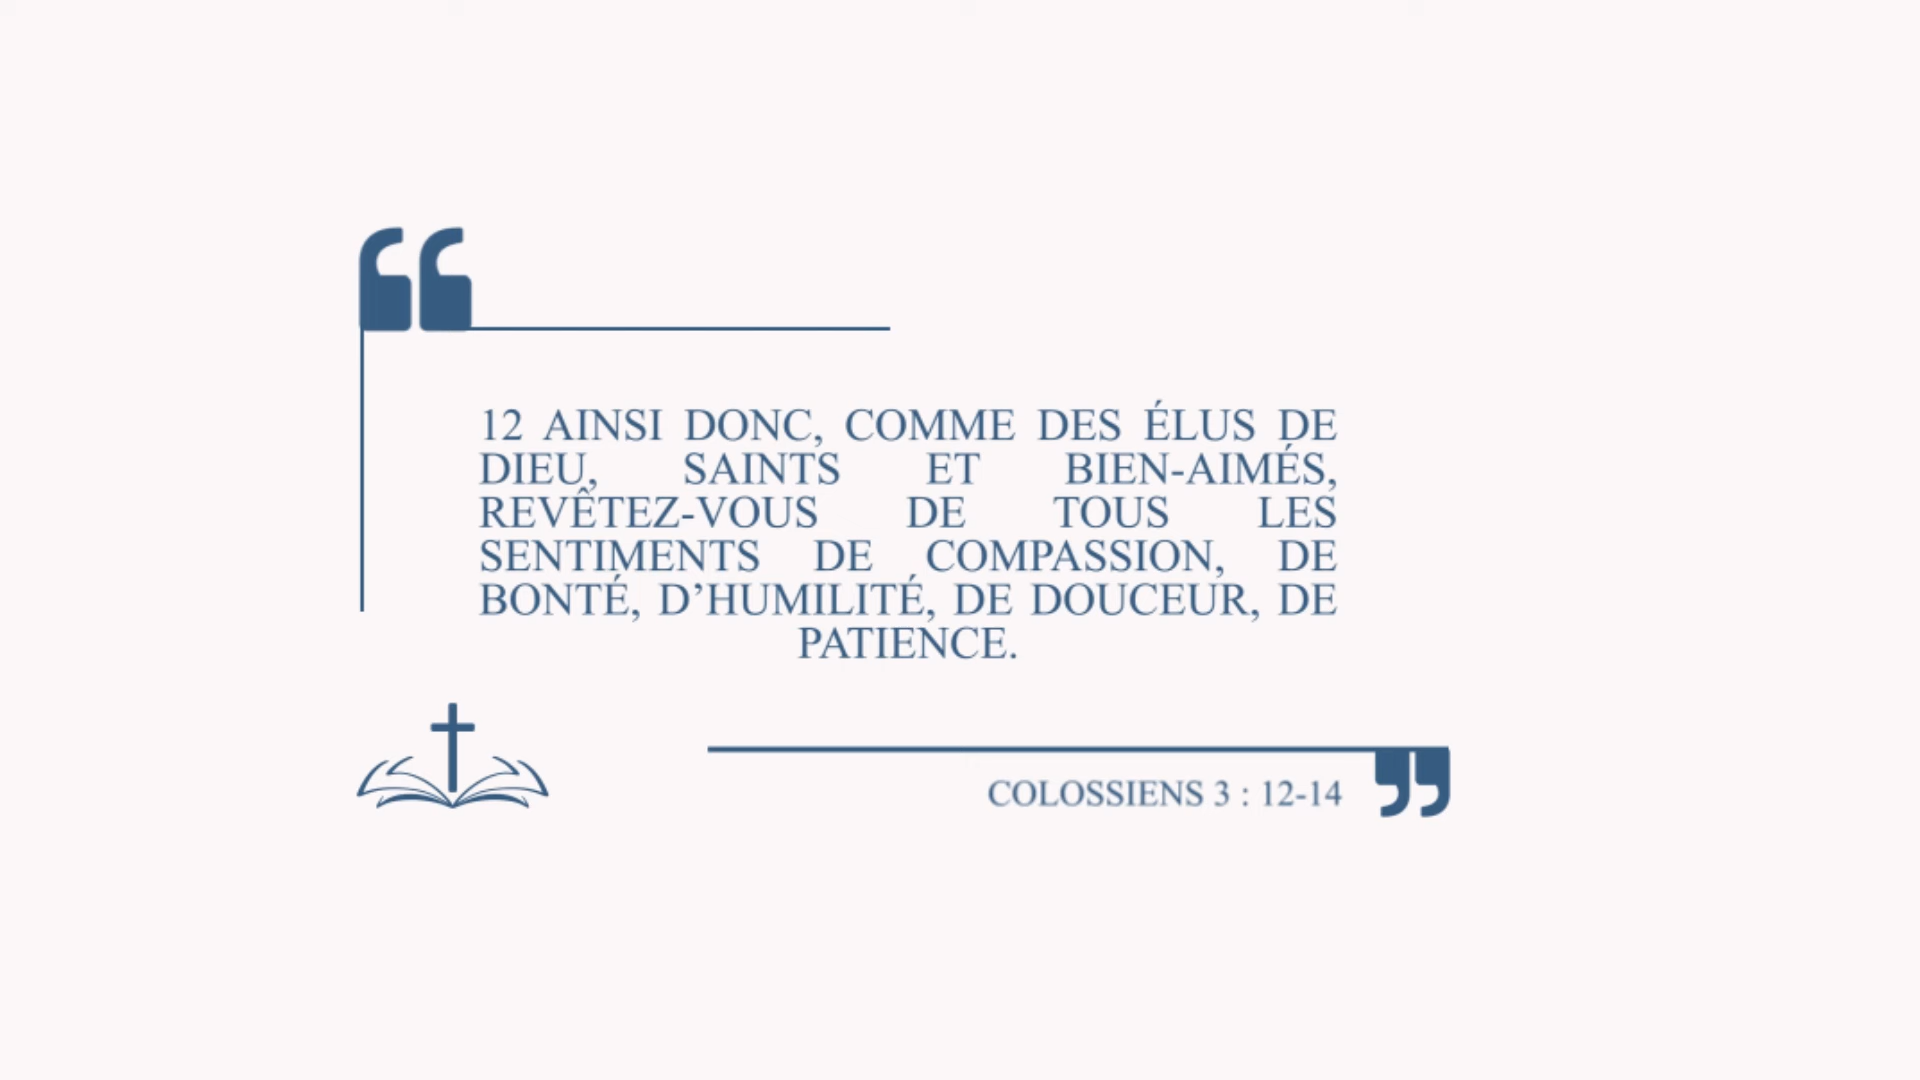 12 AINSI DONC, COMME DES ÉLUS DE
DIEU, SAINTS ET BIEN-AIMÉS,
REVÊTEZ-VOUS DE TOUS LES
SENTIMENTS DE COMPASSION, DE
BONTÉ, D’HUMILITÉ, DE DOUCEUR, DE
PATIENCE.
COLOSSIENS 3 : 12-14